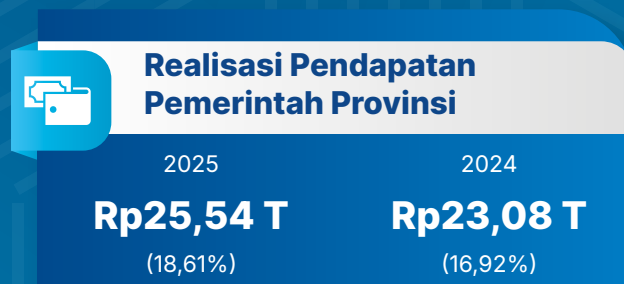 Realisasi Pendapatan
Pemerintah Provinsi
2025 2024
Rp25,54 T Rp23,08 T
(18,61%) (16,92%)